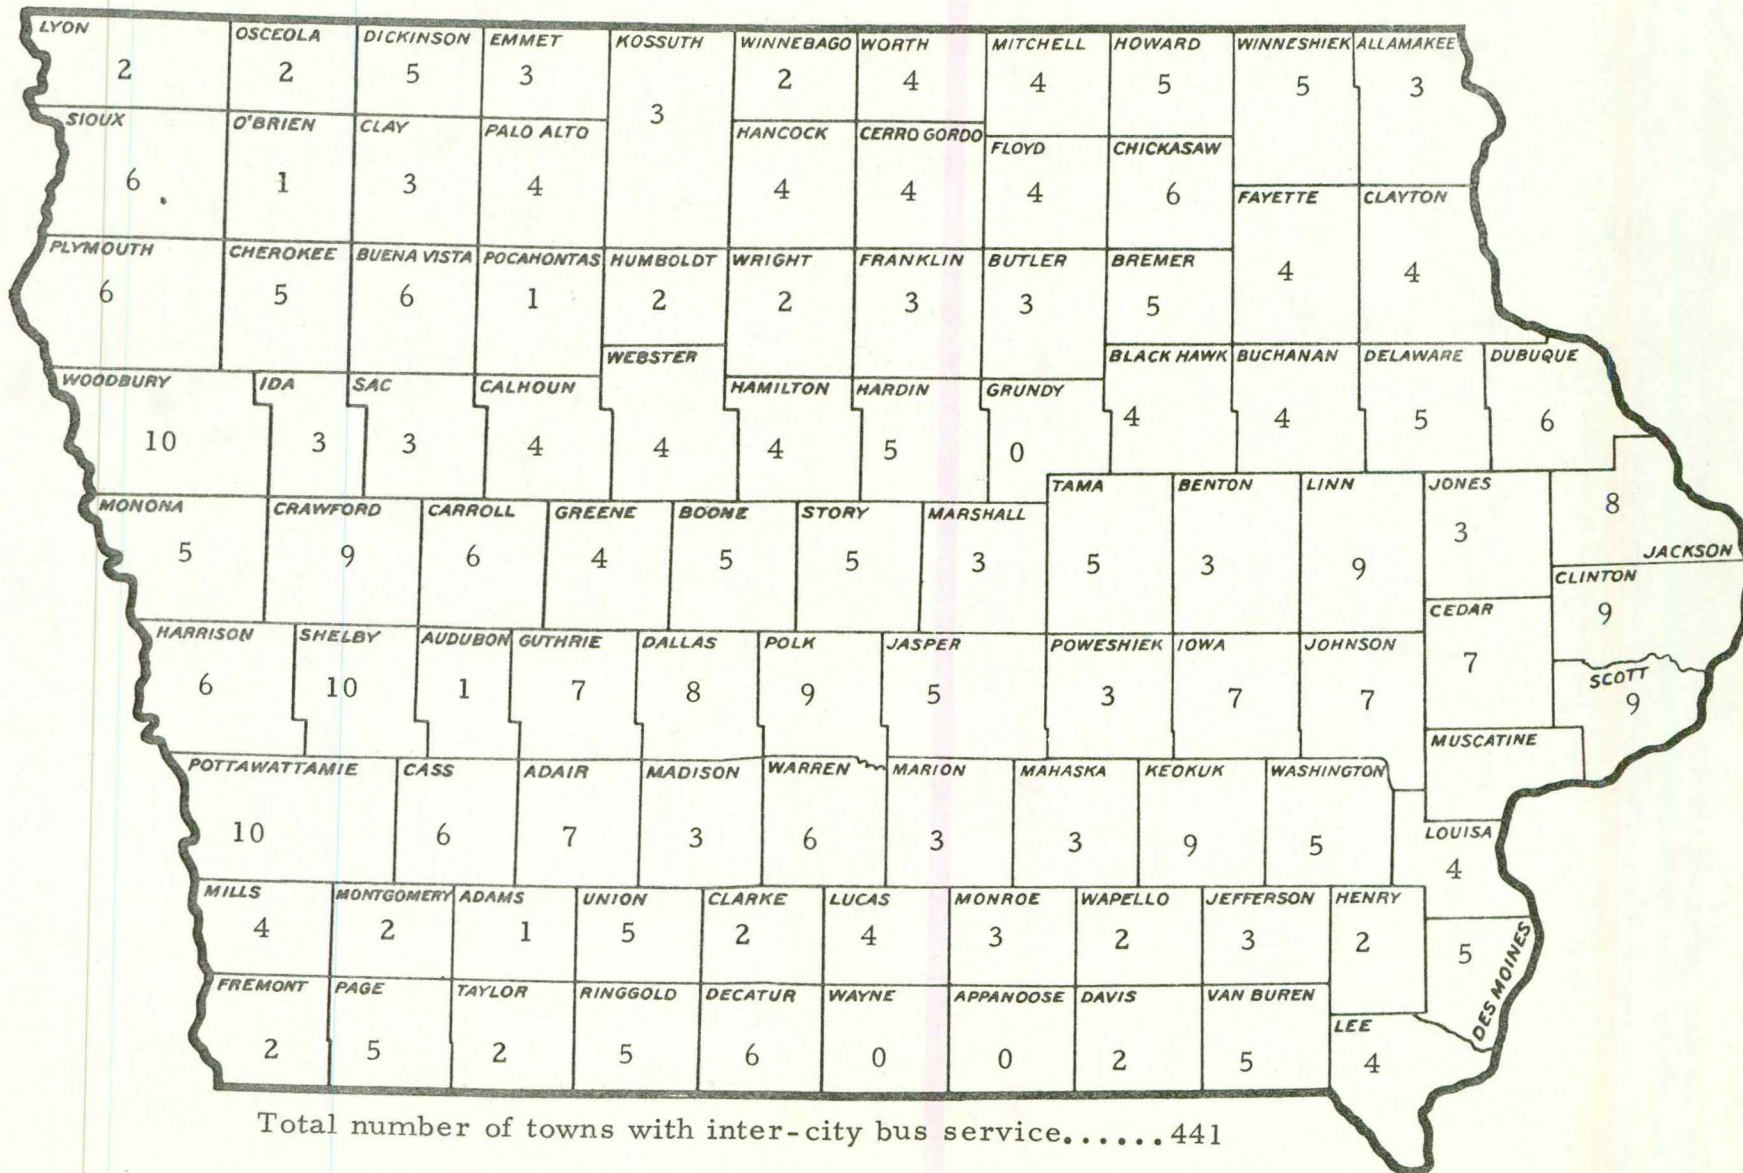 LYON OSCEOLA DICKINSON EMMET KOSSUTH WINNEBAGO WORTH MITCHELL HOWARD WINNESHIEK ALLAMAKEE
2 2 5 3 3 2 4 4 5 5 3
SIOUX O'BRIEN CLAY PALO ALTO HANCOCK CERRO GORDO FLOYD CHICKASAW
6 1 3 4 4 4 4 6
FAYETTE CLAYTON
4 4
PLYMOUTH CHEROKEE BUENA VISTA POCAHONTAS HUMBOLDT WRIGHT FRANKLIN BUTLER BREMER
6 5 6 1 2 2 3 3 5
WEBSTER BLACK HAWK BUCHANAN DELAWARE DUBUQUE
WOODBURY IDA SAC CALHOUN HAMILTON HARDIN GRUNDY
10 3 3 4 4 4 5 0 4 4 5 6
TAMA BENTON LINN JONES
8
JACKSON
MONONA CRAWFORD CARROLL GREENE BOONE STORY MARSHALL
5 9 6 4 5 5 3 5 3 9 3
CLINTON
9
CEDAR
7
HARRISON SHELBY AUDUBON GUTHRIE DALLAS POLK JASPER POWESHIEK IOWA JOHNSON
6 10 1 7 8 9 5 3 7 7
SCOTT
9
MUSCATINE
POTTAWATTAMIE CASS ADAIR MADISON WARREN MARION MAHASKA KEOKUK WASHINGTON
10 6 7 3 6 3 3 9 5
LOUISA
4
MILLS MONTGOMERY ADAMS UNION CLARKE LUCAS MONROE WAPELLO JEFFERSON HENRY
4 2 1 5 2 4 3 2 3 2
5
DES MOINES
FREMONT PAGE TAYLOR RINGGOLD DECATUR WAYNE APPANOOSE DAVIS VAN BUREN LEE
2 5 2 5 6 0 0 2 5 4
Total number of towns with inter-city bus service......441